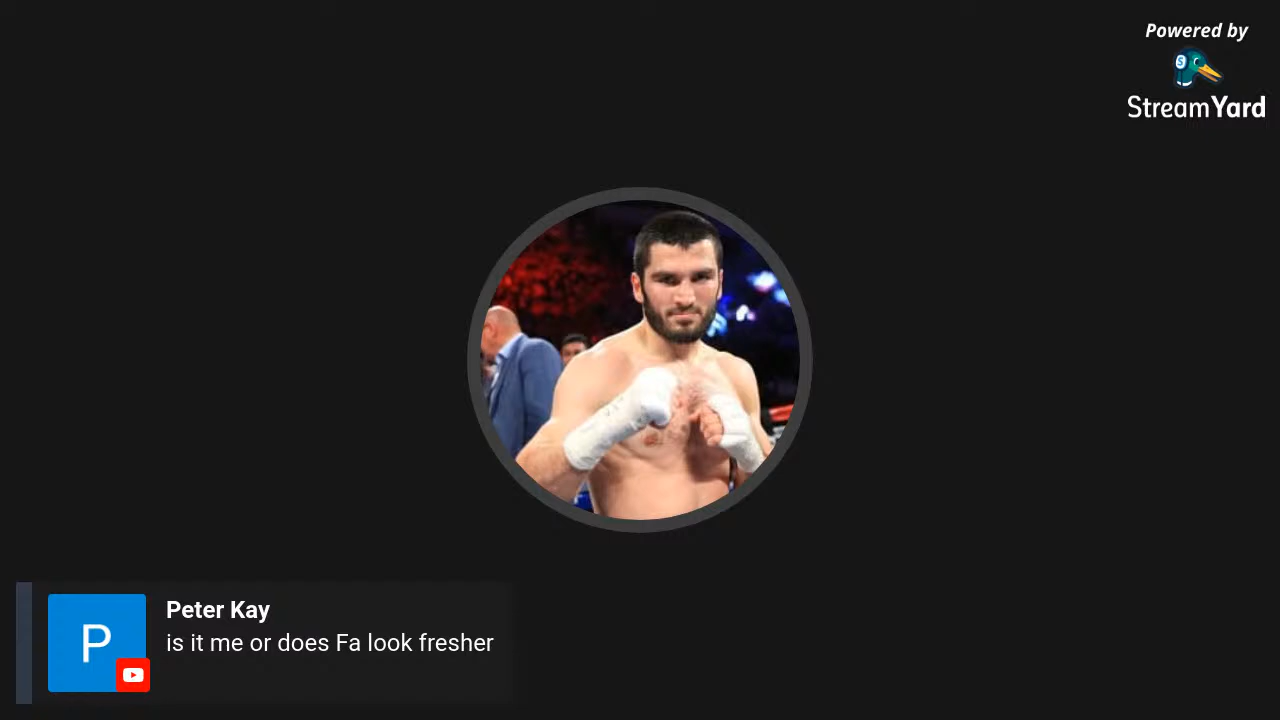 Powered by
StreamYard
P
Peter Kay
is it me or does Fa look fresher